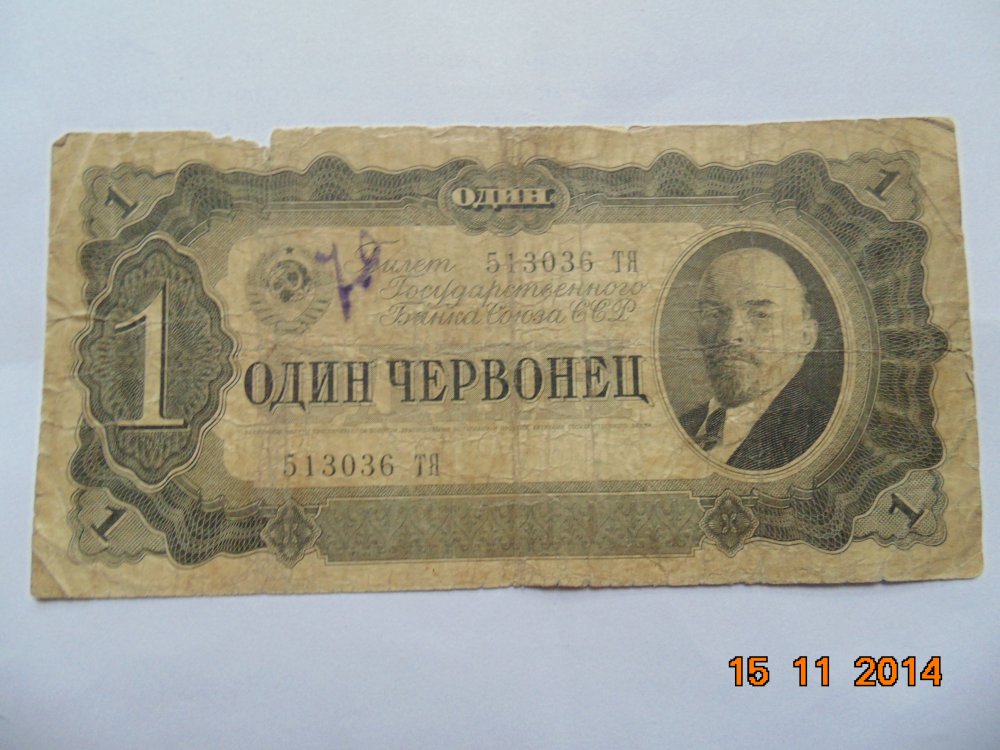 1 ОДИН 1
Билет 513036 ТЯ
Государственного
Банка Союза ССР
1 ОДИН ЧЕРВОНЕЦ
513036 ТЯ
1 1
15 11 2014